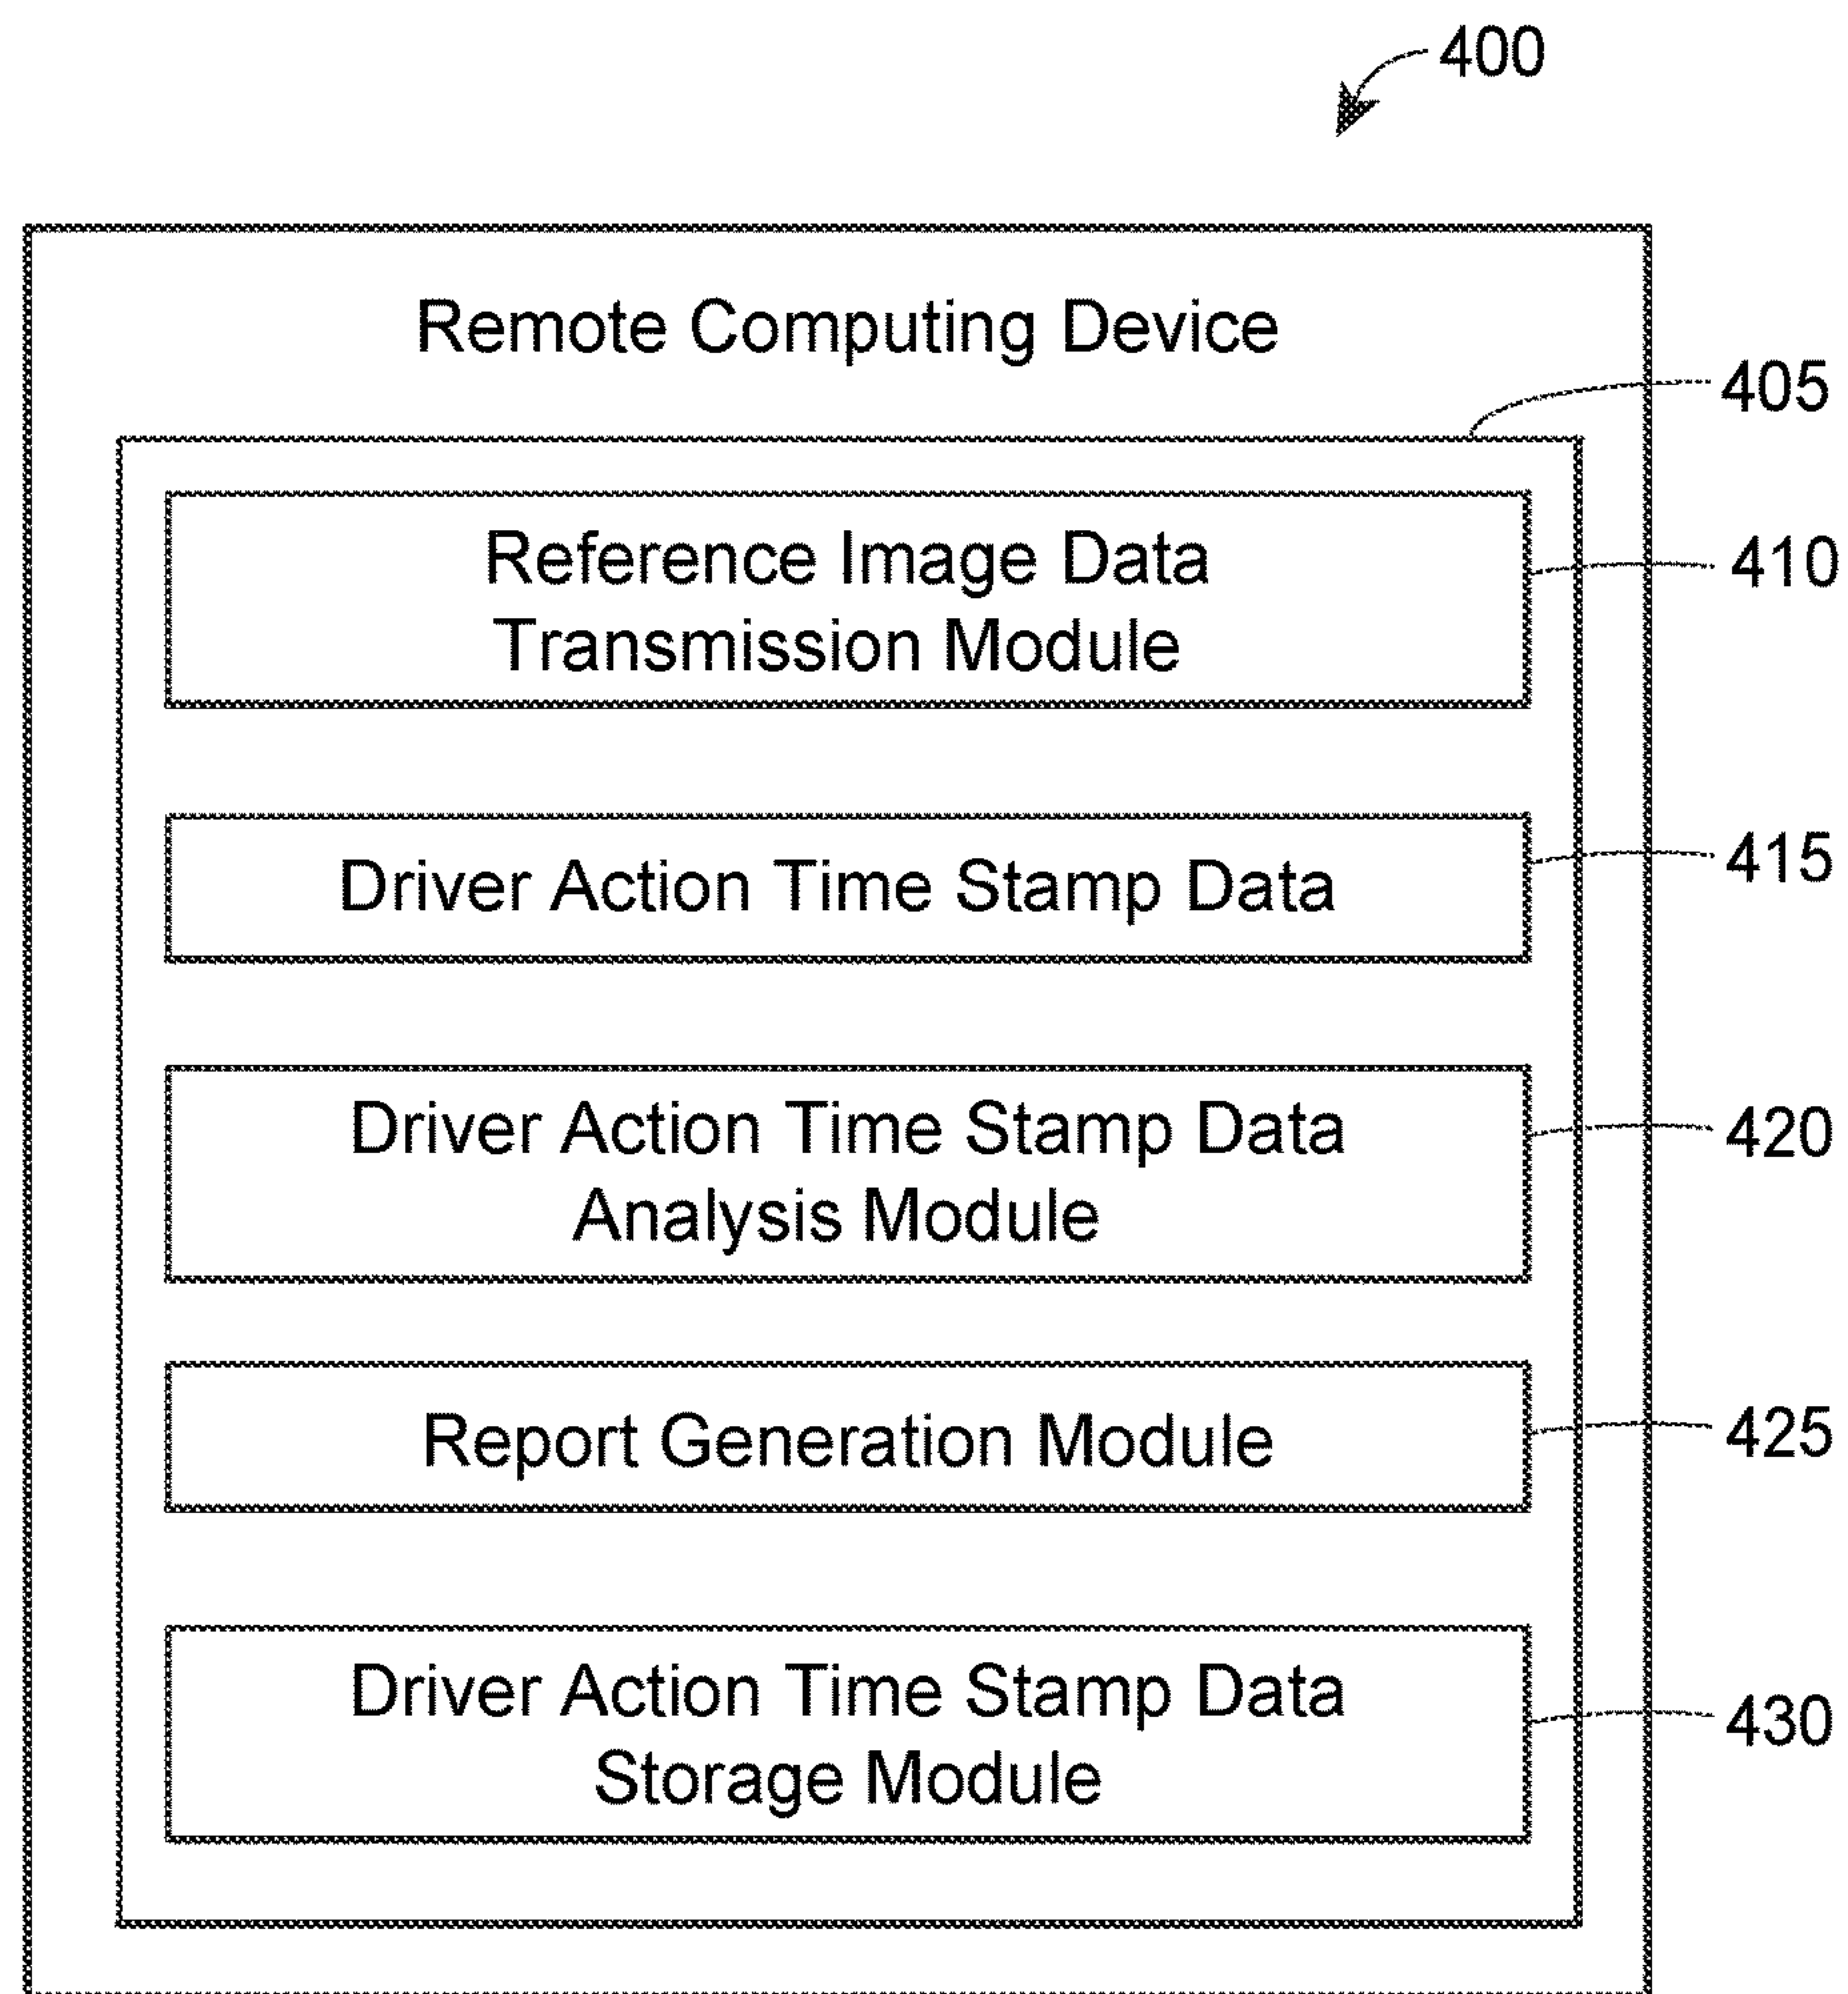 400
Remote Computing Device
405
Reference Image Data
Transmission Module
410
Driver Action Time Stamp Data
415
Driver Action Time Stamp Data
Analysis Module
420
Report Generation Module
425
Driver Action Time Stamp Data
Storage Module
430